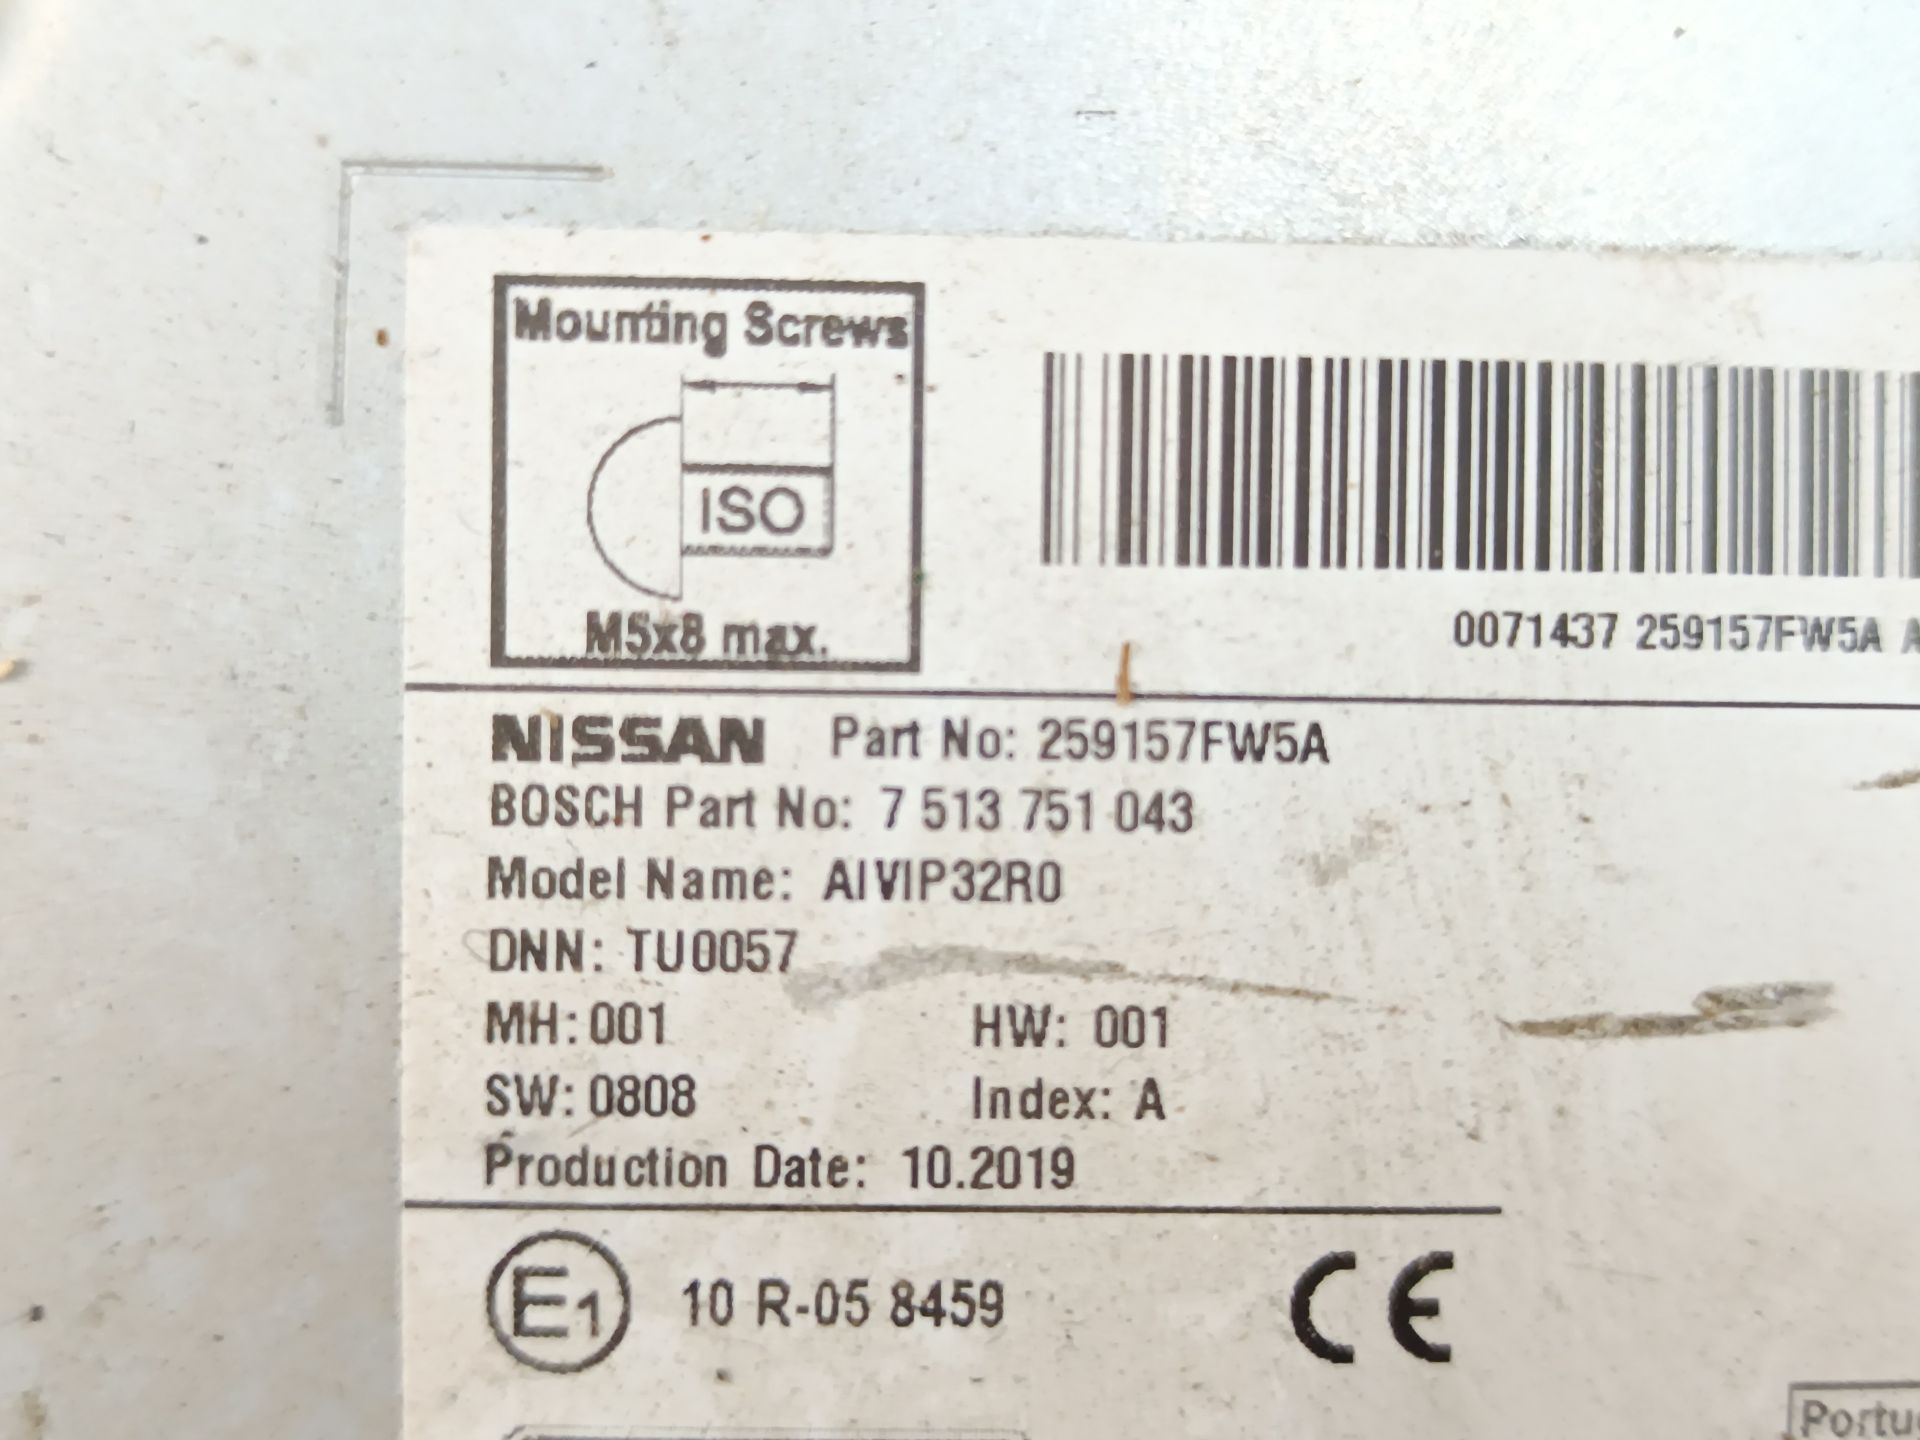 Mounting Screws
ISO
M5x8 max.
0071437 259157FW5A A
NISSAN Part No: 259157FW5A
BOSCH Part No: 7 513 751 043
Model Name: AIVIP32R0
DNN: TU0057
MH: 001 HW: 001
SW: 0808 Index: A
Production Date: 10.2019
E1 10 R-05 8459 CE
Portu